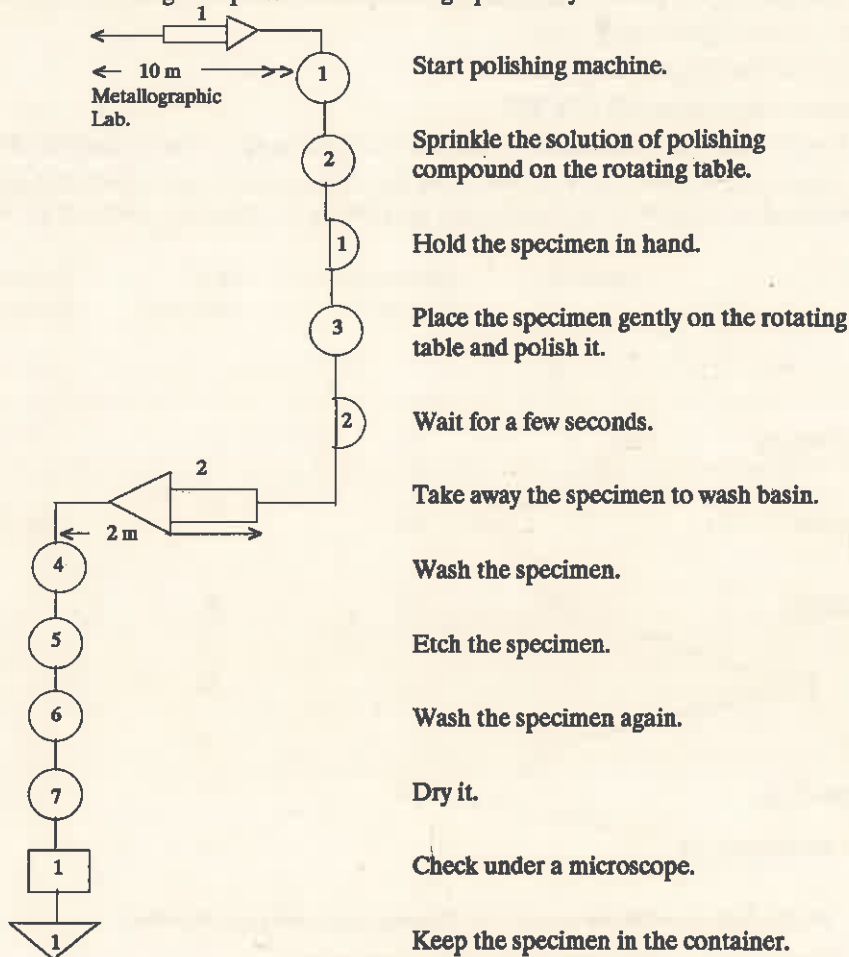 1
← 10 m →
Metallographic
Lab.
1
Start polishing machine.
2
Sprinkle the solution of polishing
compound on the rotating table.
1
Hold the specimen in hand.
3
Place the specimen gently on the rotating
table and polish it.
2
Wait for a few seconds.
2
Take away the specimen to wash basin.
2 m
4
Wash the specimen.
5
Etch the specimen.
6
Wash the specimen again.
7
Dry it.
1
Check under a microscope.
1
Keep the specimen in the container.